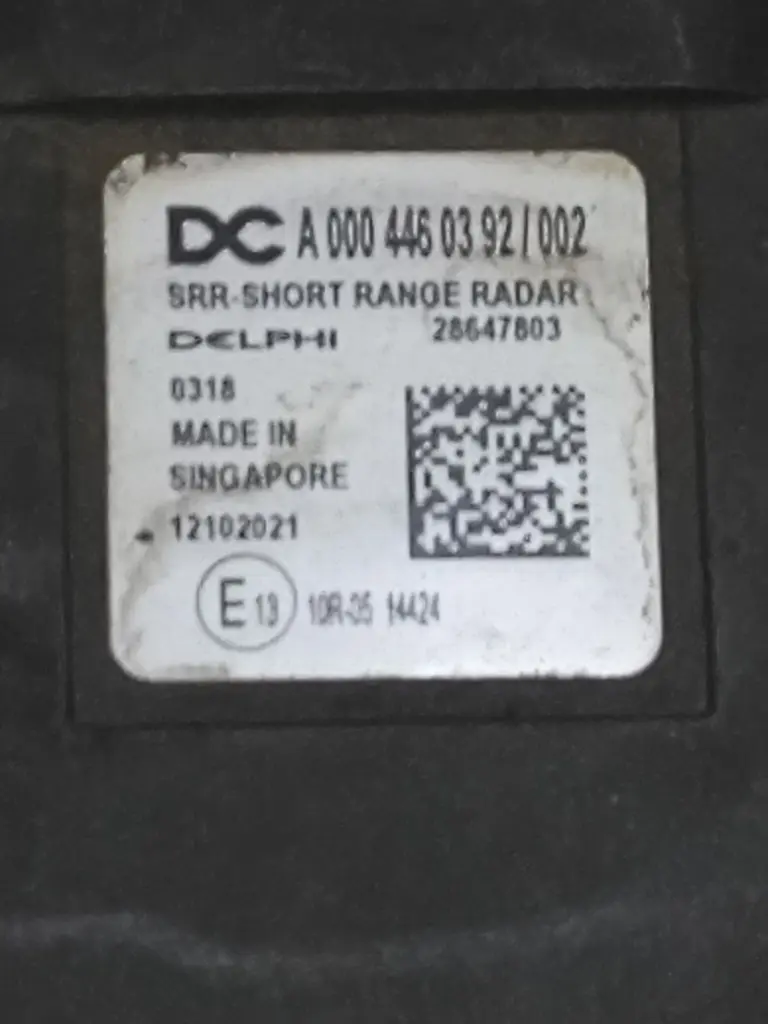 DC A 000 446 03 92 / 002
SRR-SHORT RANGE RADAR
DELPHI 28647803
0318
MADE IN
SINGAPORE
12102021
E 13 10R-05 14424